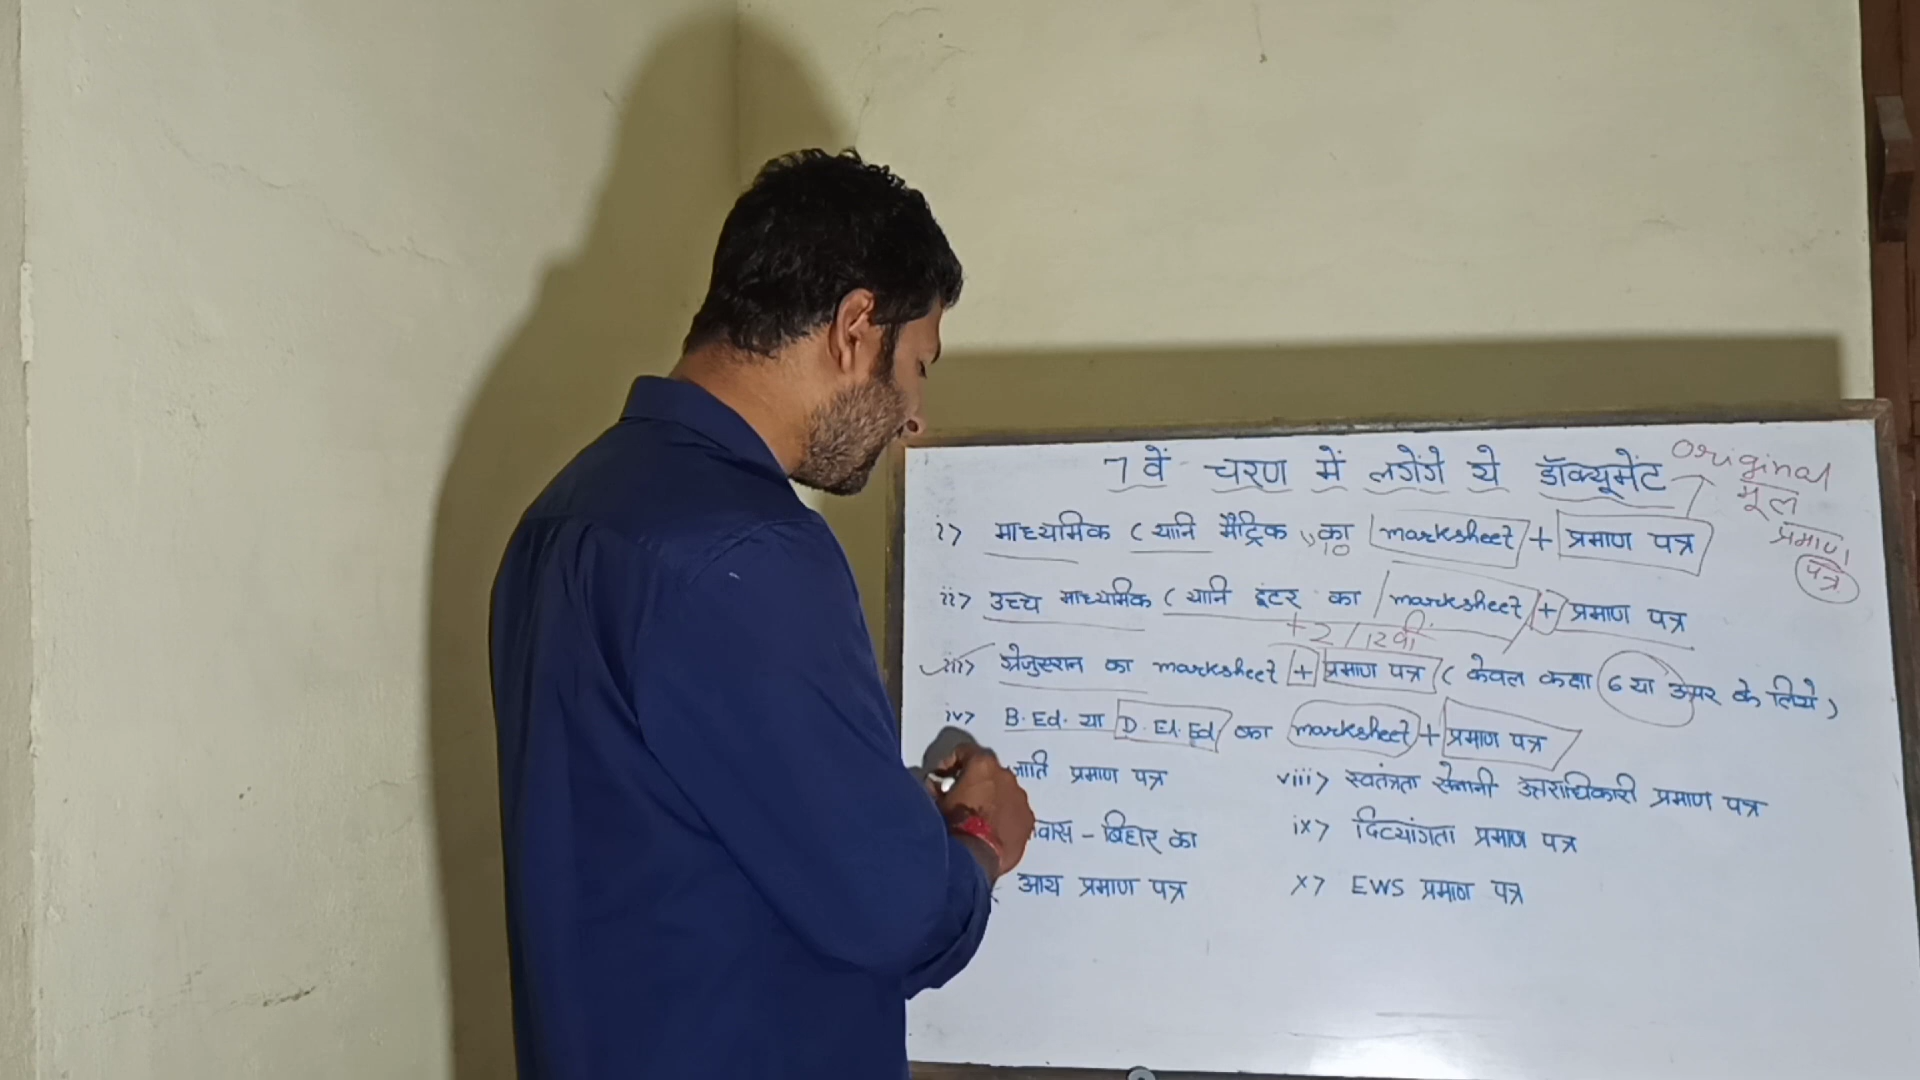 7 वें चरण में लगेंगे ये डॉक्यूमेंट
Original
मूल
प्रमाण
पत्र
i> माध्यमिक (यानि मैट्रिक का marksheet + प्रमाण पत्र
10
ii> उच्च माध्यमिक (यानि इंटर का marksheet + प्रमाण पत्र
+2/12वीं
iii> ग्रेजुएशन का marksheet + प्रमाण पत्र (केवल कक्षा 6 या ऊपर के लिये)
iv> B.Ed. या D.El.Ed का marksheet + प्रमाण पत्र
जाति प्रमाण पत्र
वास - बिहार का
आय प्रमाण पत्र
viii> स्वतंत्रता सेनानी उत्तराधिकारी प्रमाण पत्र
ix> दिव्यांगता प्रमाण पत्र
x> EWS प्रमाण पत्र